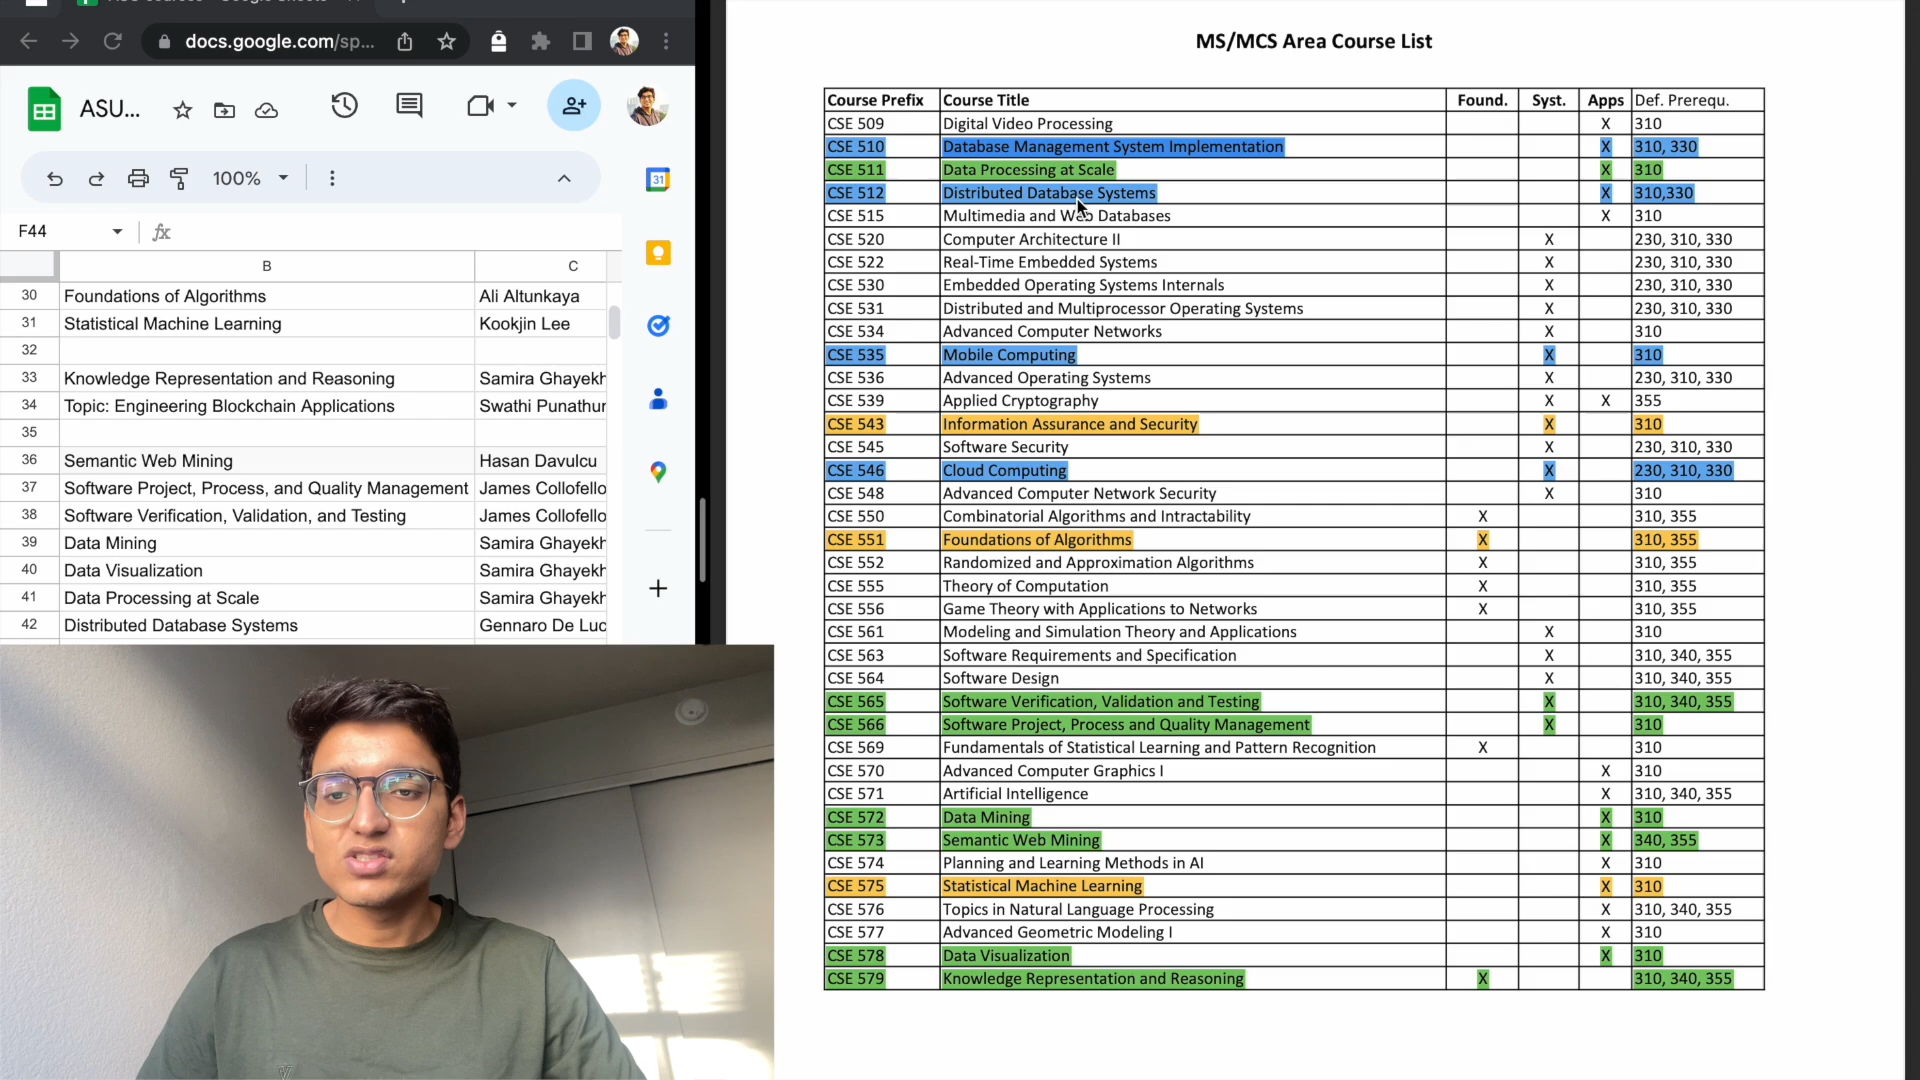 docs.google.com/sp...
ASU...
100%
31
F44
fx
B C
30 Foundations of Algorithms Ali Altunkaya
31 Statistical Machine Learning Kookjin Lee
32
33 Knowledge Representation and Reasoning Samira Ghayekh
34 Topic: Engineering Blockchain Applications Swathi Punathur
35
36 Semantic Web Mining Hasan Davulcu
37 Software Project, Process, and Quality Management James Collofello
38 Software Verification, Validation, and Testing James Collofello
39 Data Mining Samira Ghayekh
40 Data Visualization Samira Ghayekh
41 Data Processing at Scale Samira Ghayekh
42 Distributed Database Systems Gennaro De Luc
MS/MCS Area Course List
Course Prefix Course Title Found. Syst. Apps Def. Prerequ.
CSE 509 Digital Video Processing X 310
CSE 510 Database Management System Implementation X 310, 330
CSE 511 Data Processing at Scale X 310
CSE 512 Distributed Database Systems X 310,330
CSE 515 Multimedia and Web Databases X 310
CSE 520 Computer Architecture II X 230, 310, 330
CSE 522 Real-Time Embedded Systems X 230, 310, 330
CSE 530 Embedded Operating Systems Internals X 230, 310, 330
CSE 531 Distributed and Multiprocessor Operating Systems X 230, 310, 330
CSE 534 Advanced Computer Networks X 310
CSE 535 Mobile Computing X 310
CSE 536 Advanced Operating Systems X 230, 310, 330
CSE 539 Applied Cryptography X X 355
CSE 543 Information Assurance and Security X 310
CSE 545 Software Security X 230, 310, 330
CSE 546 Cloud Computing X 230, 310, 330
CSE 548 Advanced Computer Network Security X 310
CSE 550 Combinatorial Algorithms and Intractability X 310, 355
CSE 551 Foundations of Algorithms X 310, 355
CSE 552 Randomized and Approximation Algorithms X 310, 355
CSE 555 Theory of Computation X 310, 355
CSE 556 Game Theory with Applications to Networks X 310, 355
CSE 561 Modeling and Simulation Theory and Applications X 310
CSE 563 Software Requirements and Specification X 310, 340, 355
CSE 564 Software Design X 310, 340, 355
CSE 565 Software Verification, Validation and Testing X 310, 340, 355
CSE 566 Software Project, Process and Quality Management X 310
CSE 569 Fundamentals of Statistical Learning and Pattern Recognition X 310
CSE 570 Advanced Computer Graphics I X 310
CSE 571 Artificial Intelligence X 310, 340, 355
CSE 572 Data Mining X 310
CSE 573 Semantic Web Mining X 340, 355
CSE 574 Planning and Learning Methods in AI X 310
CSE 575 Statistical Machine Learning X 310
CSE 576 Topics in Natural Language Processing X 310, 340, 355
CSE 577 Advanced Geometric Modeling I X 310
CSE 578 Data Visualization X 310
CSE 579 Knowledge Representation and Reasoning X 310, 340, 355